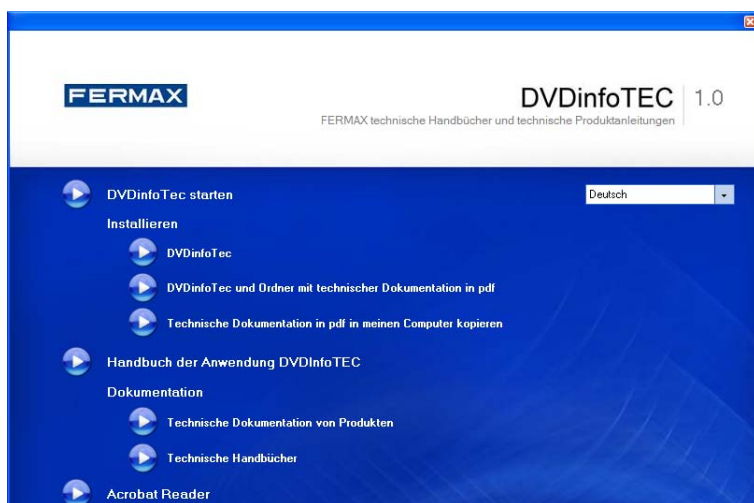 FERMAX
DVDinfoTEC 1.0
FERMAX technische Handbücher und technische Produktanleitungen
DVDinfoTec starten
Deutsch
Installieren
DVDinfoTec
DVDinfoTec und Ordner mit technischer Dokumentation in pdf
Technische Dokumentation in pdf in meinen Computer kopieren
Handbuch der Anwendung DVDInfoTEC
Dokumentation
Technische Dokumentation von Produkten
Technische Handbücher
Acrobat Reader